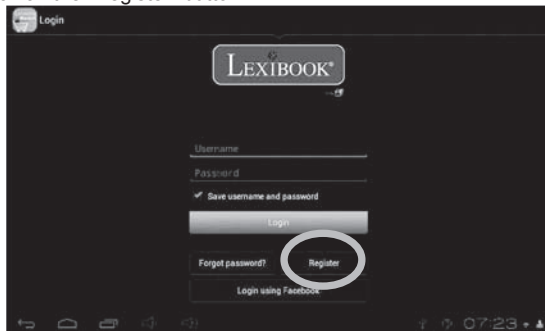 Login
LEXIBOOK®
Username
Password
Save username and password
Login
Forgot password?
Register
Login using Facebook
07:23